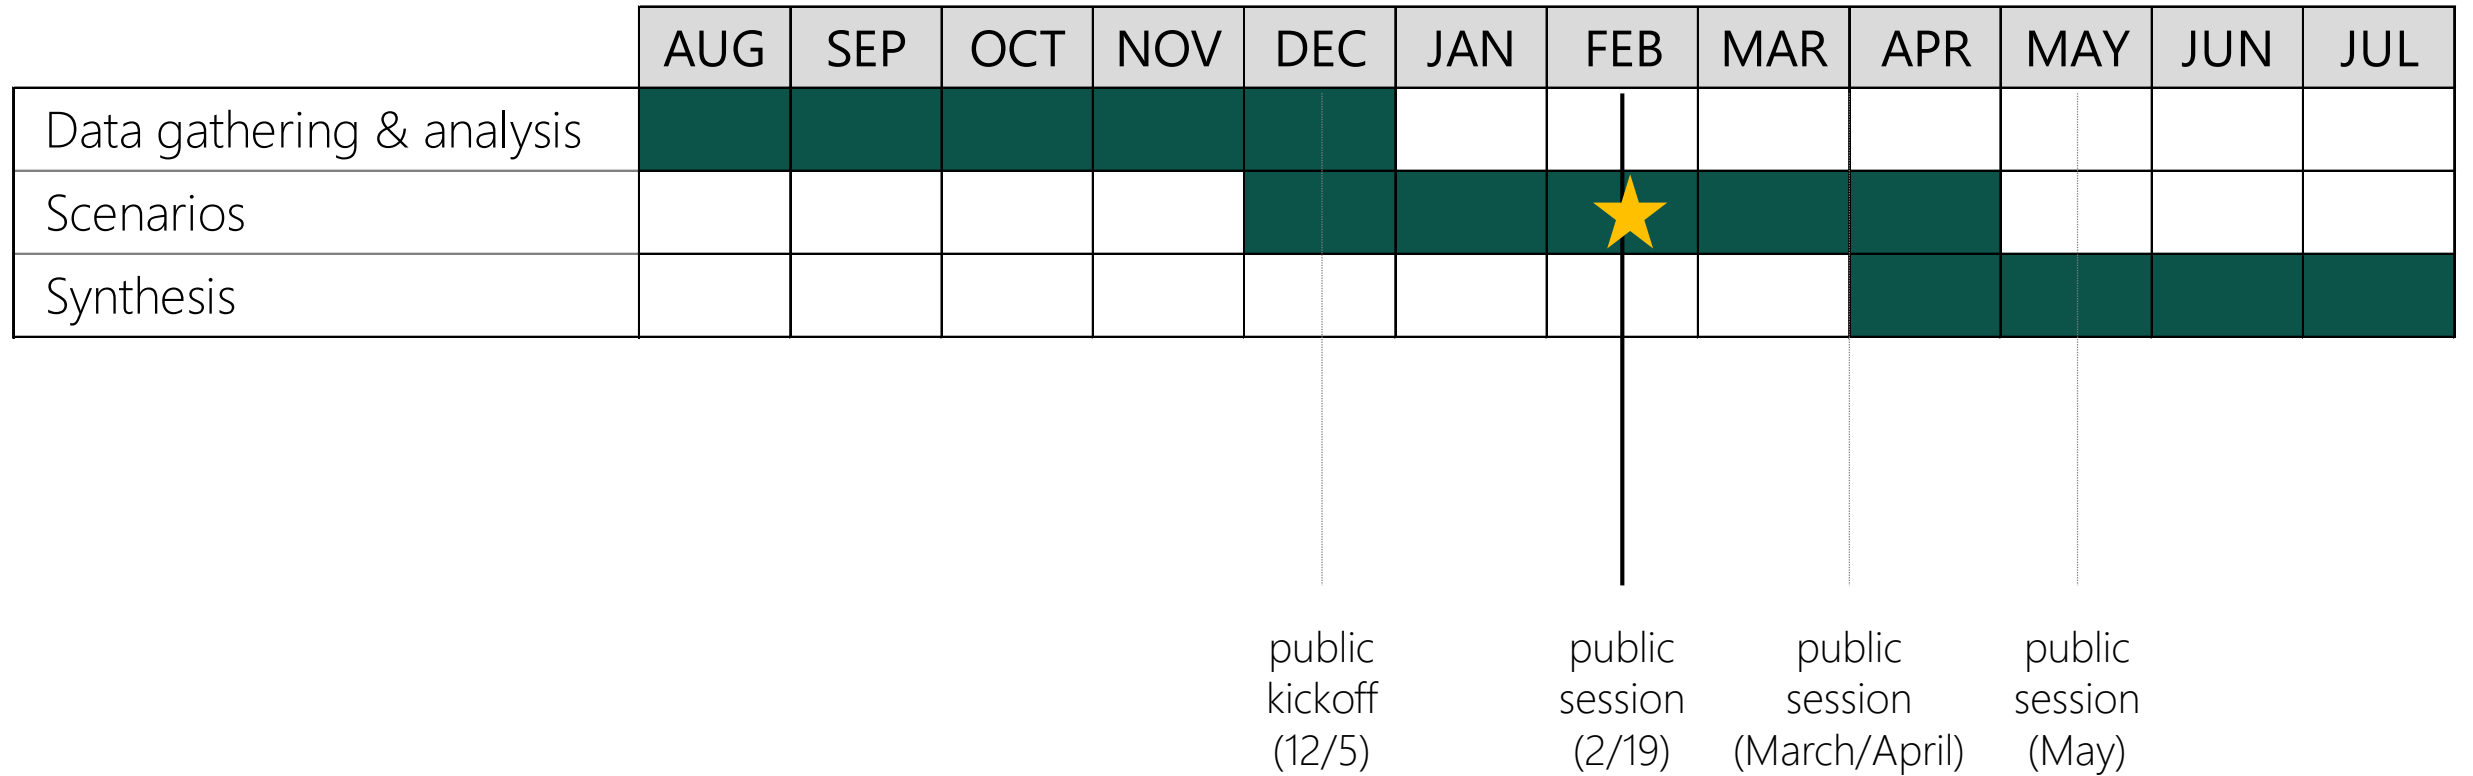 AUG SEP OCT NOV DEC JAN FEB MAR APR MAY JUN JUL
Data gathering & analysis
Scenarios
Synthesis
public
kickoff
(12/5)
public
session
(2/19)
public
session
(March/April)
public
session
(May)